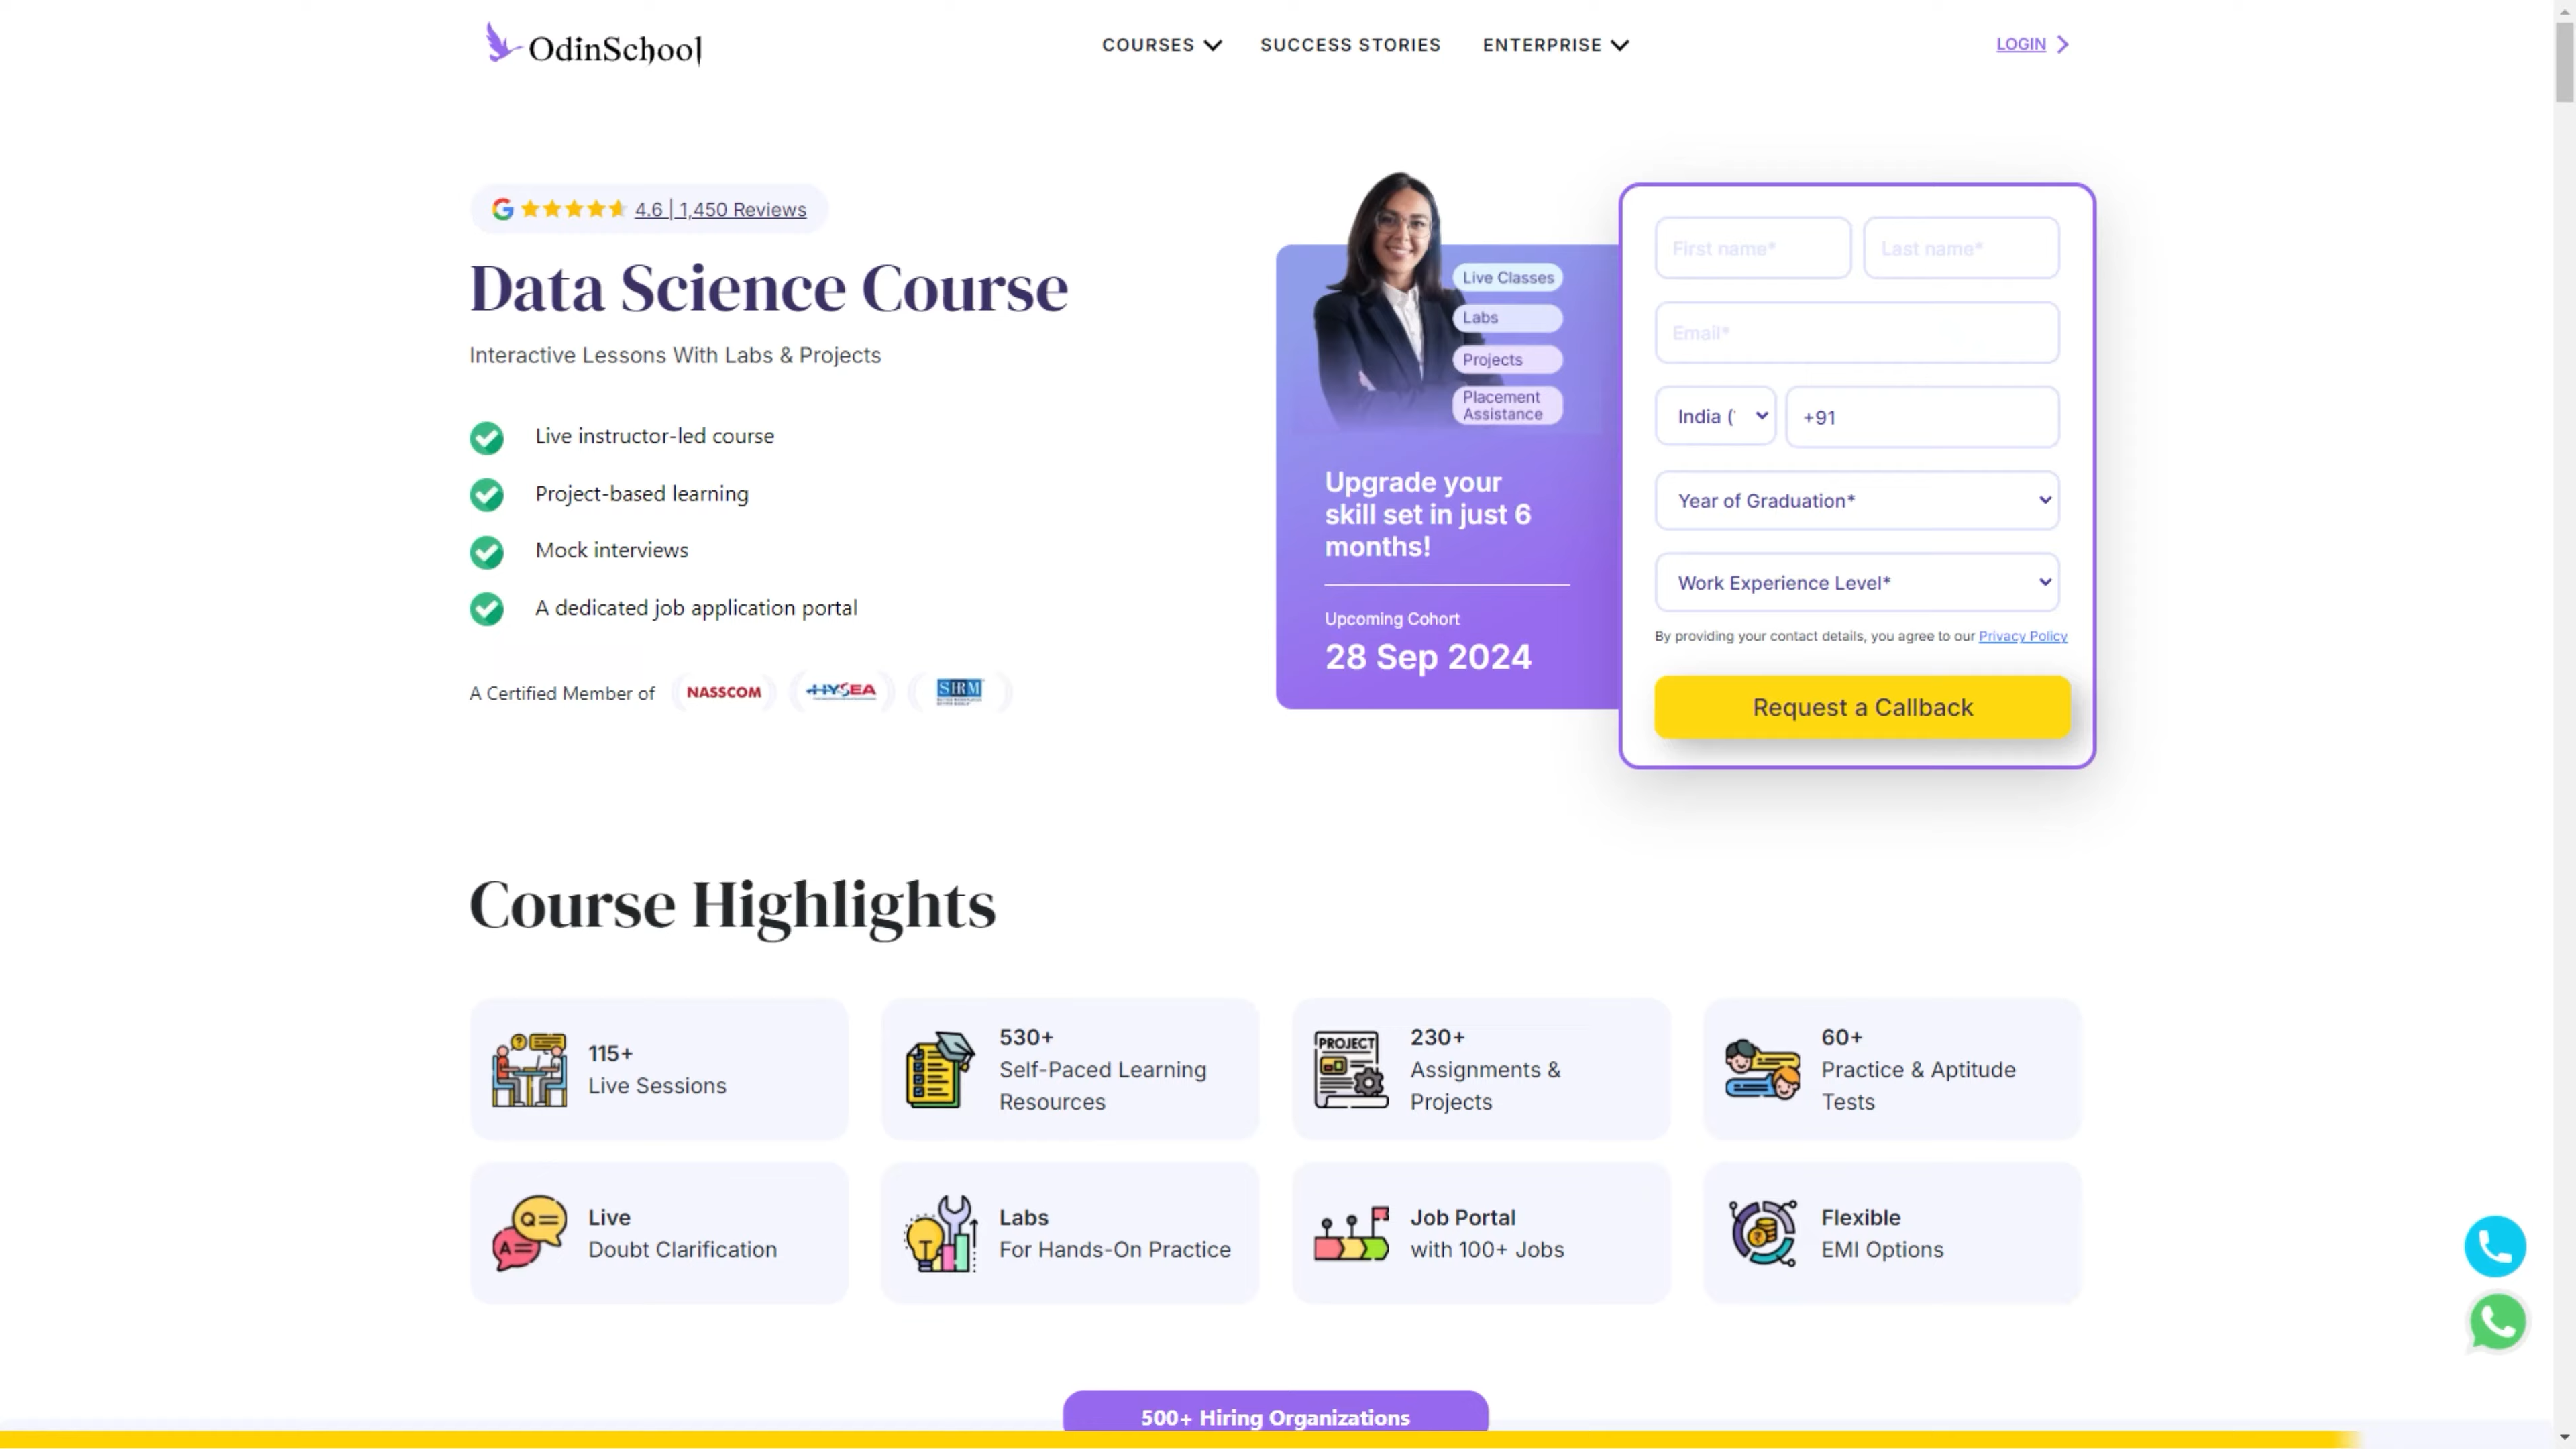 OdinSchool
COURSES
SUCCESS STORIES
ENTERPRISE
LOGIN
4.6 | 1,450 Reviews
Data Science Course
Interactive Lessons With Labs & Projects
Live instructor-led course
Project-based learning
Mock interviews
A dedicated job application portal
A Certified Member of
NASSCOM
HYSEA
SIRM
Live Classes
Labs
Projects
Placement
Assistance
Upgrade your
skill set in just 6
months!
Upcoming Cohort
28 Sep 2024
First name*
Last name*
Email*
India (
+91
Year of Graduation*
Work Experience Level*
By providing your contact details, you agree to our Privacy Policy
Request a Callback
Course Highlights
115+
Live Sessions
530+
Self-Paced Learning
Resources
PROJECT
230+
Assignments &
Projects
60+
Practice & Aptitude
Tests
Q
A
Live
Doubt Clarification
Labs
For Hands-On Practice
Job Portal
with 100+ Jobs
Flexible
EMI Options
500+ Hiring Organizations